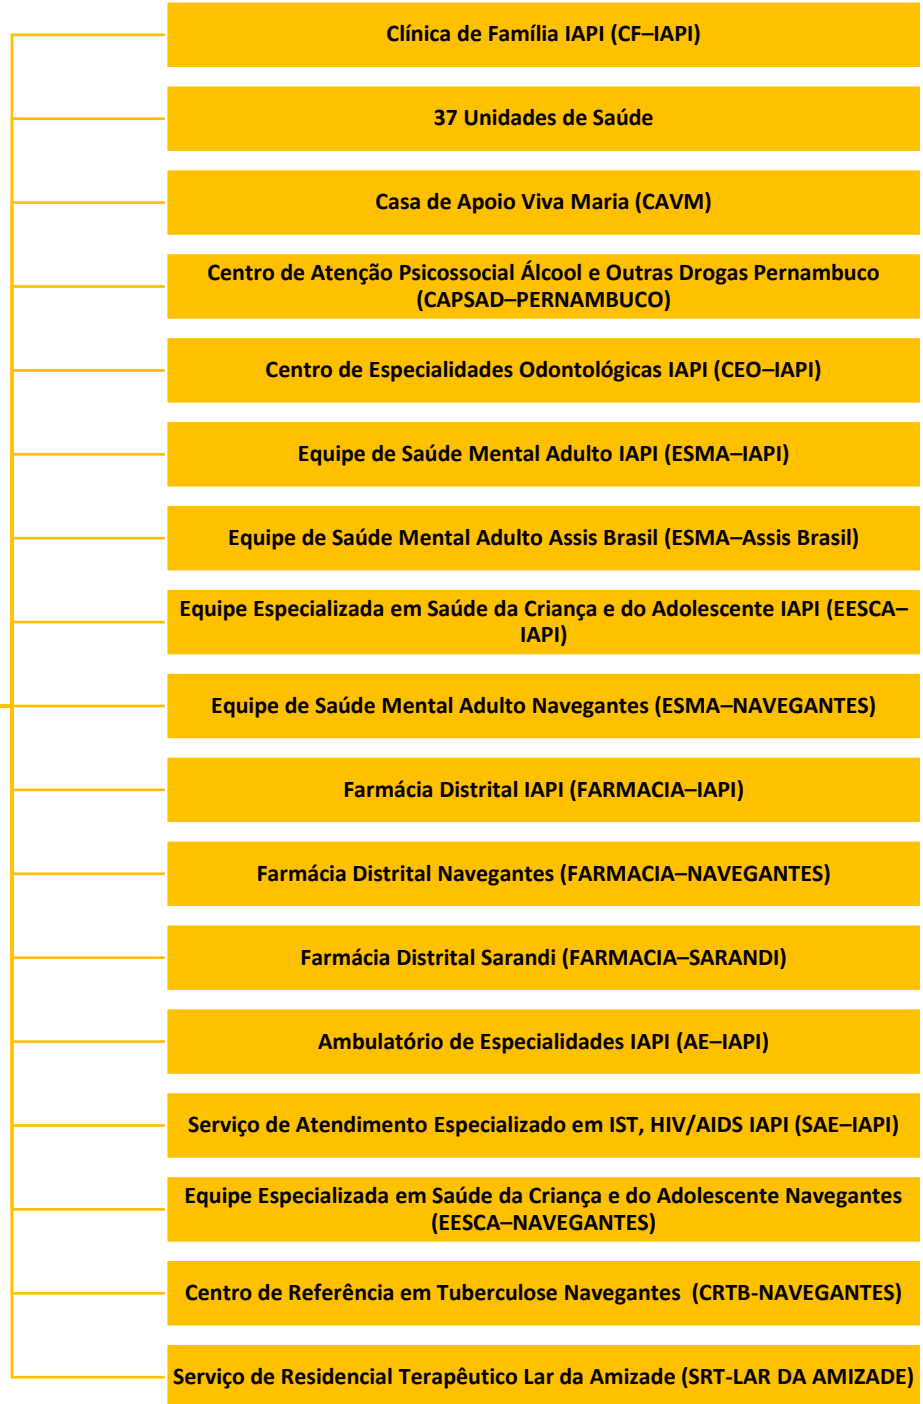 Clínica de Família IAPI (CF–IAPI)
37 Unidades de Saúde
Casa de Apoio Viva Maria (CAVM)
Centro de Atenção Psicossocial Álcool e Outras Drogas Pernambuco
(CAPSAD–PERNAMBUCO)
Centro de Especialidades Odontológicas IAPI (CEO–IAPI)
Equipe de Saúde Mental Adulto IAPI (ESMA–IAPI)
Equipe de Saúde Mental Adulto Assis Brasil (ESMA–Assis Brasil)
Equipe Especializada em Saúde da Criança e do Adolescente IAPI (EESCA–
IAPI)
Equipe de Saúde Mental Adulto Navegantes (ESMA–NAVEGANTES)
Farmácia Distrital IAPI (FARMACIA–IAPI)
Farmácia Distrital Navegantes (FARMACIA–NAVEGANTES)
Farmácia Distrital Sarandi (FARMACIA–SARANDI)
Ambulatório de Especialidades IAPI (AE–IAPI)
Serviço de Atendimento Especializado em IST, HIV/AIDS IAPI (SAE–IAPI)
Equipe Especializada em Saúde da Criança e do Adolescente Navegantes
(EESCA–NAVEGANTES)
Centro de Referência em Tuberculose Navegantes  (CRTB-NAVEGANTES)
Serviço de Residencial Terapêutico Lar da Amizade (SRT-LAR DA AMIZADE)